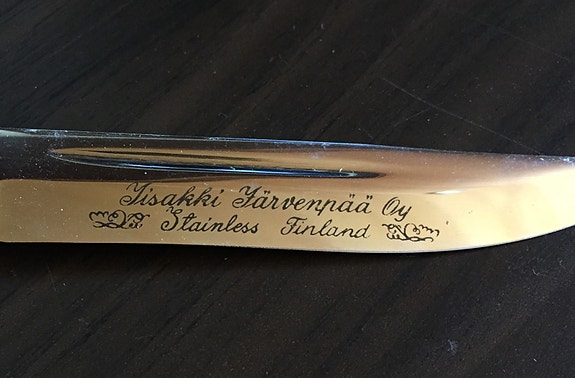 Iisakki Järvenpää Oy
Stainless Finland